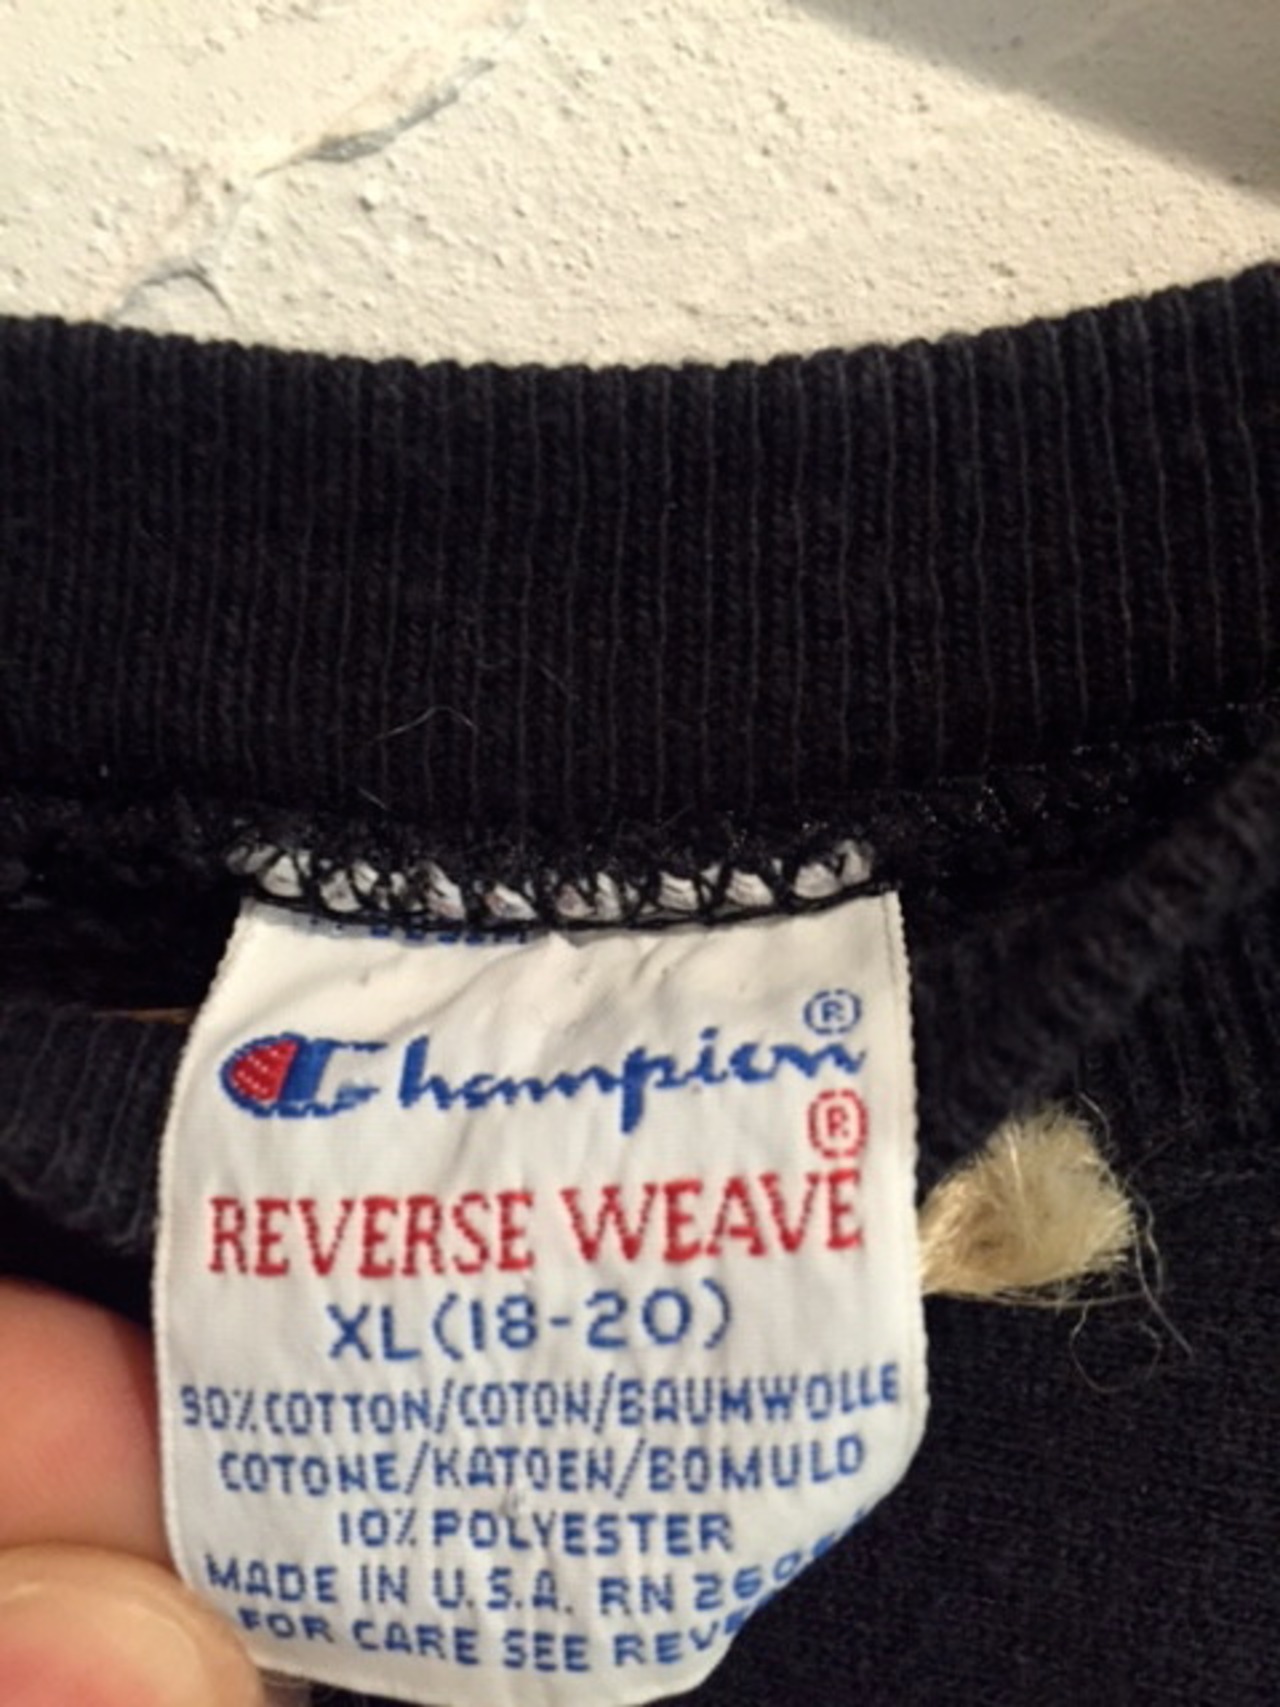 Champion®
®
REVERSE WEAVE
XL(18-20)
90% COTTON/COTON/BAUMWOLLE
COTONE/KATOEN/BOMULD
10% POLYESTER
MADE IN U.S.A. RN
FOR CARE SEE